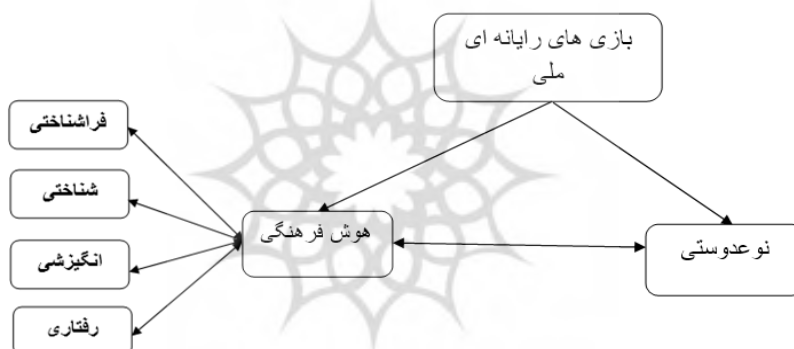 بازی های رایانه ای
ملی
فراشناختی
شناختی
هوش فرهنگی
نوعدوستی
انگیزشی
رفتاری